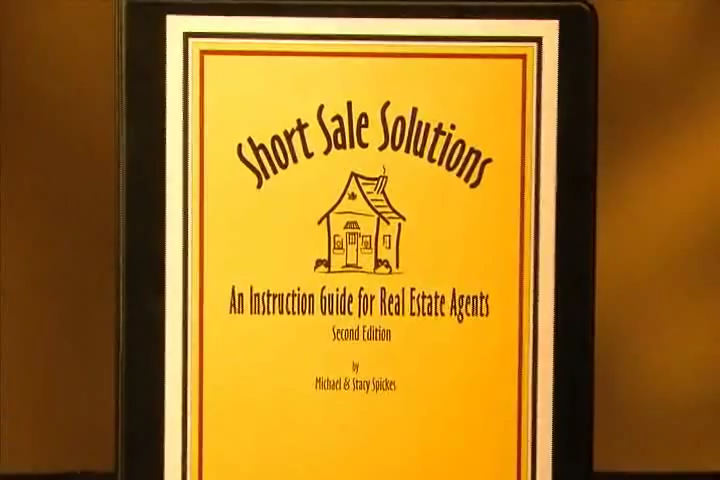 Short Sale Solutions
An Instruction Guide for Real Estate Agents
Second Edition
by
Michael & Stacy Spickes